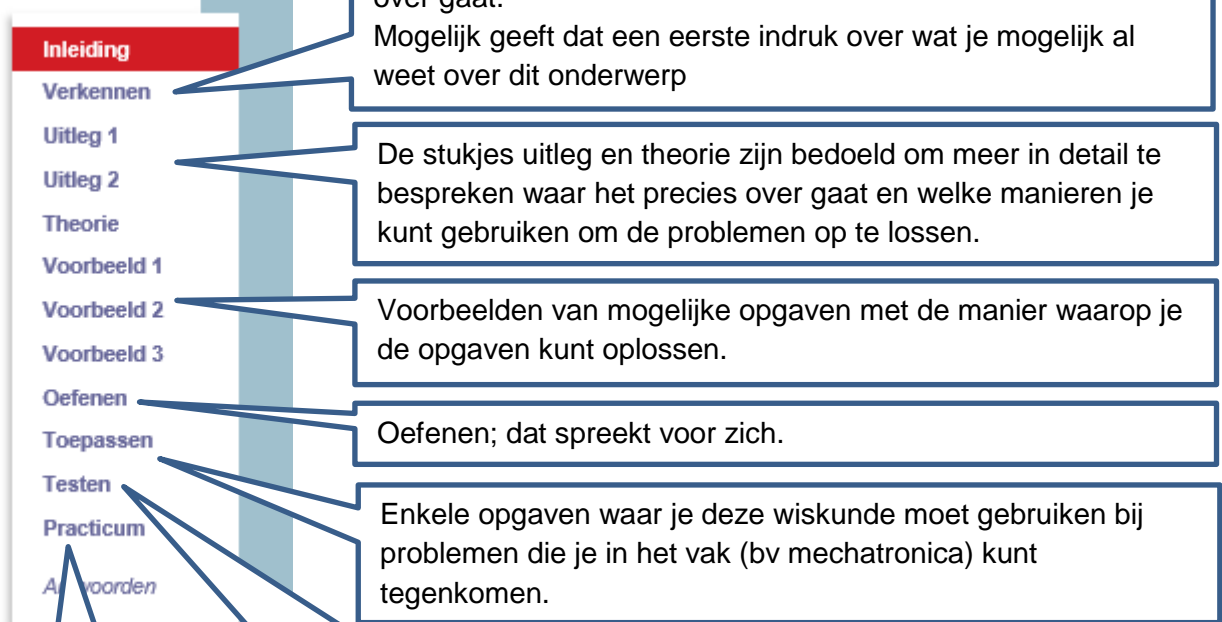 over gaat.
Mogelijk geeft dat een eerste indruk over wat je mogelijk al
weet over dit onderwerp
Inleiding
Verkennen
Uitleg 1
Uitleg 2
Theorie
Voorbeeld 1
Voorbeeld 2
Voorbeeld 3
Oefenen
Toepassen
Testen
Practicum
De stukjes uitleg en theorie zijn bedoeld om meer in detail te
bespreken waar het precies over gaat en welke manieren je
kunt gebruiken om de problemen op te lossen.
Voorbeelden van mogelijke opgaven met de manier waarop je
de opgaven kunt oplossen.
Oefenen; dat spreekt voor zich.
Enkele opgaven waar je deze wiskunde moet gebruiken bij
problemen die je in het vak (bv mechatronica) kunt
tegenkomen.